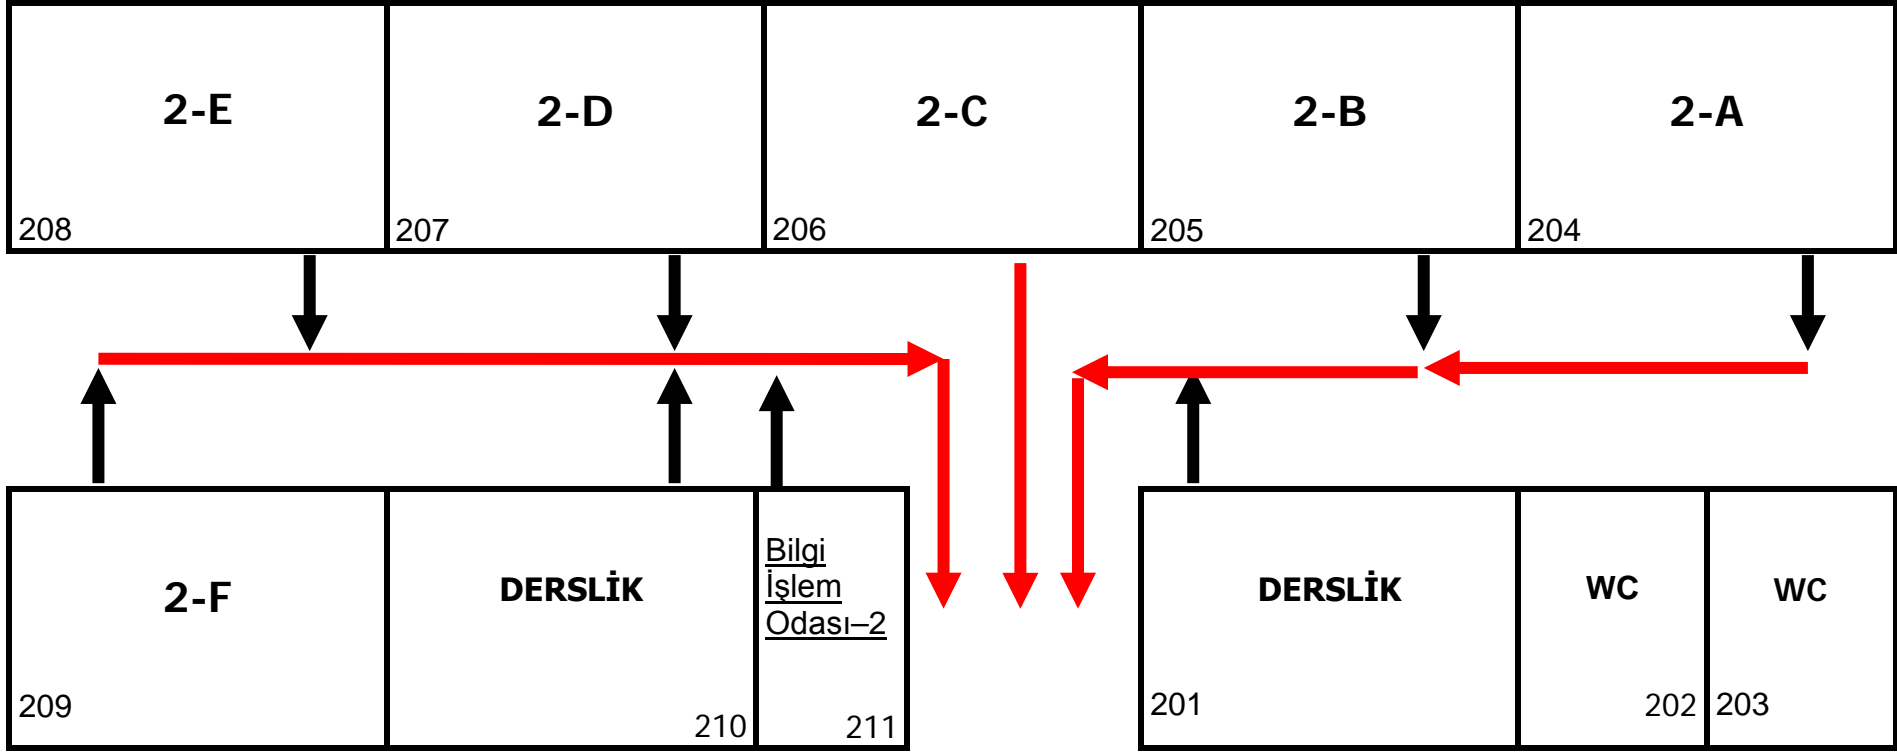 2-E
2-D
2-C
2-B
2-A
208
207
206
205
204
2-F
DERSLİK
Bilgi
İşlem
Odası–2
DERSLİK
WC
WC
209
210
211
201
202
203